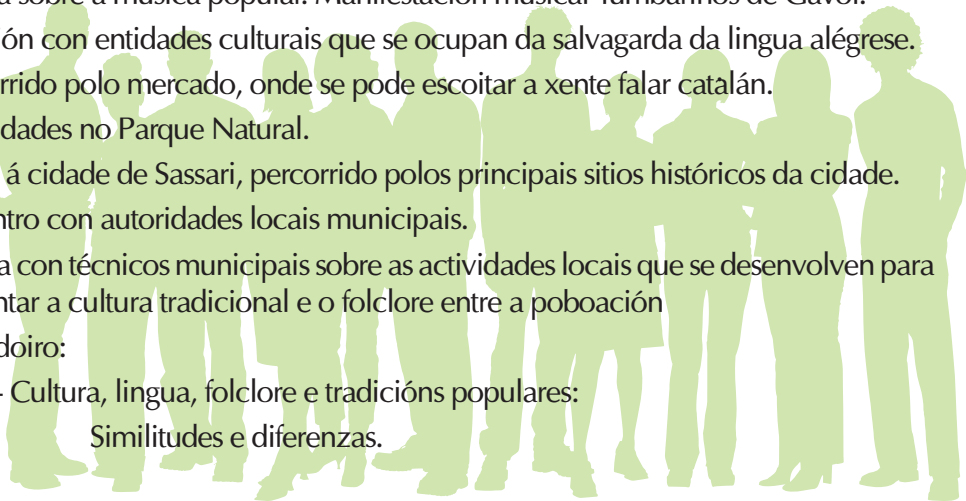 sobre a música popular. Manifestación musical Tumbarinos de Gavoi.
ón con entidades culturais que se ocupan da salvagarda da lingua alégrese.
rrido polo mercado, onde se pode escoitar a xente falar catalán.
dades no Parque Natural.
á cidade de Sassari, percorrido polos principais sitios históricos da cidade.
ntro con autoridades locais municipais.
a con técnicos municipais sobre as actividades locais que se desenvolven para
ntar a cultura tradicional e o folclore entre a poboación
doiro:
- Cultura, lingua, folclore e tradicións populares:
Similitudes e diferenzas.